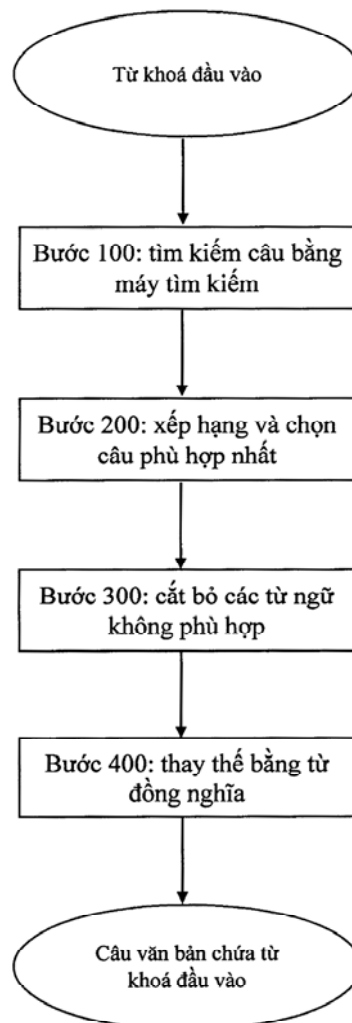 Từ khoá đầu vào
Bước 100: tìm kiếm câu bằng
máy tìm kiếm
Bước 200: xếp hạng và chọn
câu phù hợp nhất
Bước 300: cắt bỏ các từ ngữ
không phù hợp
Bước 400: thay thế bằng từ
đồng nghĩa
Câu văn bản chứa từ
khoá đầu vào